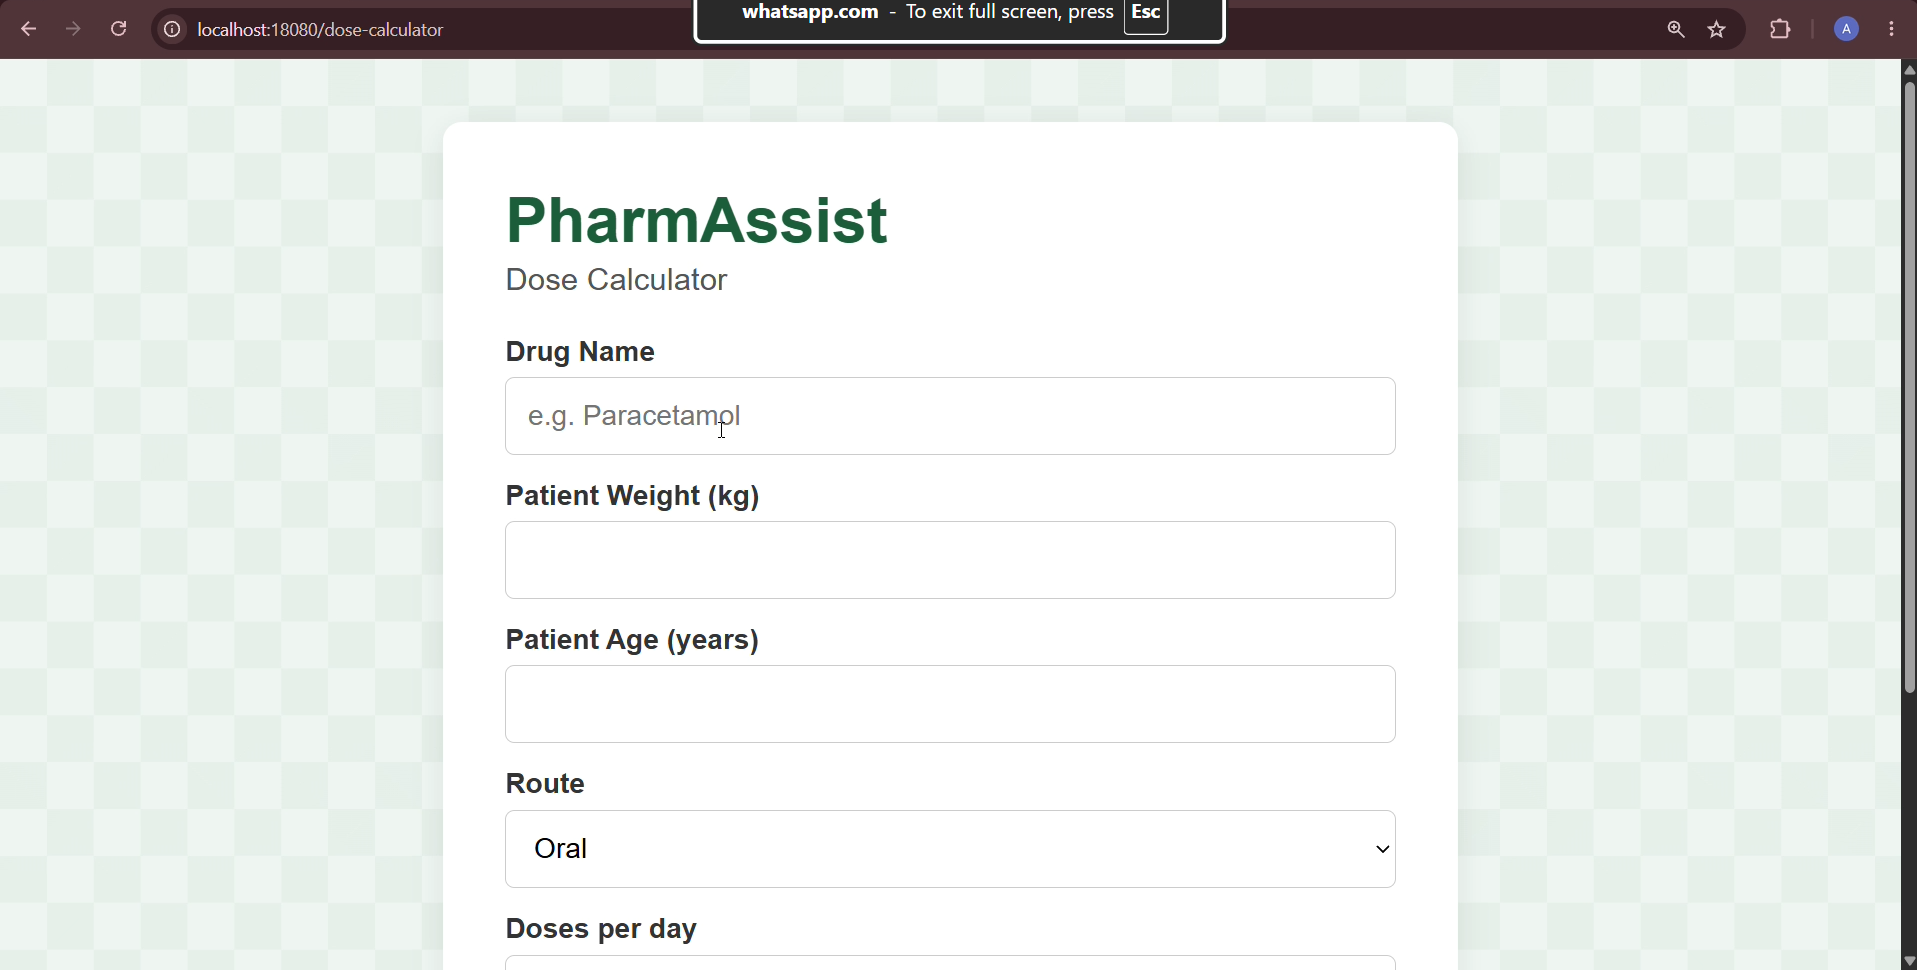 localhost:18080/dose-calculator
whatsapp.com - To exit full screen, press Esc
A
PharmAssist
Dose Calculator
Drug Name
e.g. Paracetamol
Patient Weight (kg)
Patient Age (years)
Route
Oral
Doses per day